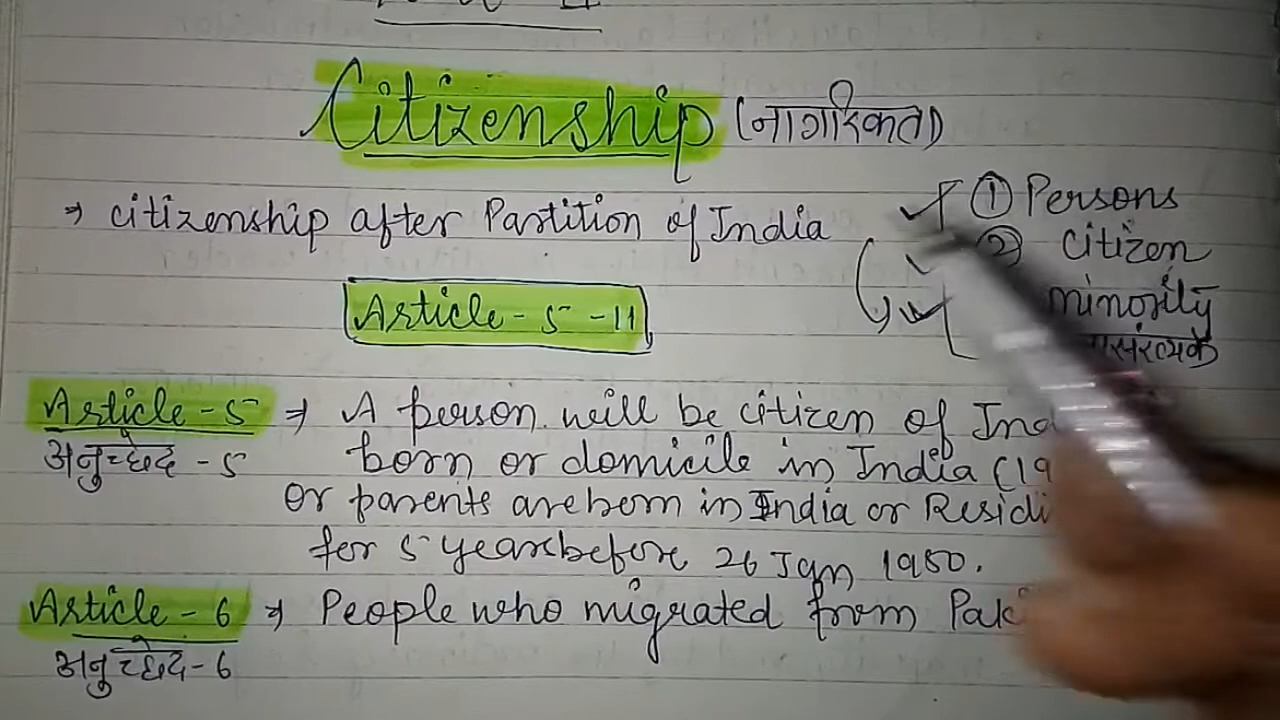 Citizenship (नागरिकता)
⇒ citizenship after Partition of India
① Persons
② citizen
minority
Article - 5 - 11
Article - 5 ⇒ A person will be citizen of
अनुच्छेद - 5
born or domicile in India
or parents are born in India or
for 5 years before 26 Jan 1950.
Article - 6 ⇒ People who migrated from
अनुच्छेद - 6